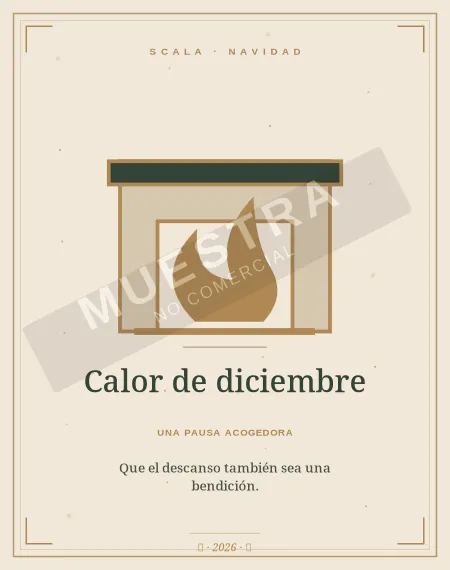 SCALA · NAVIDAD
MUESTRA
NO COMERCIAL
Calor de diciembre
UNA PAUSA ACOGEDORA
Que el descanso también sea una
bendición.
· 2026 ·